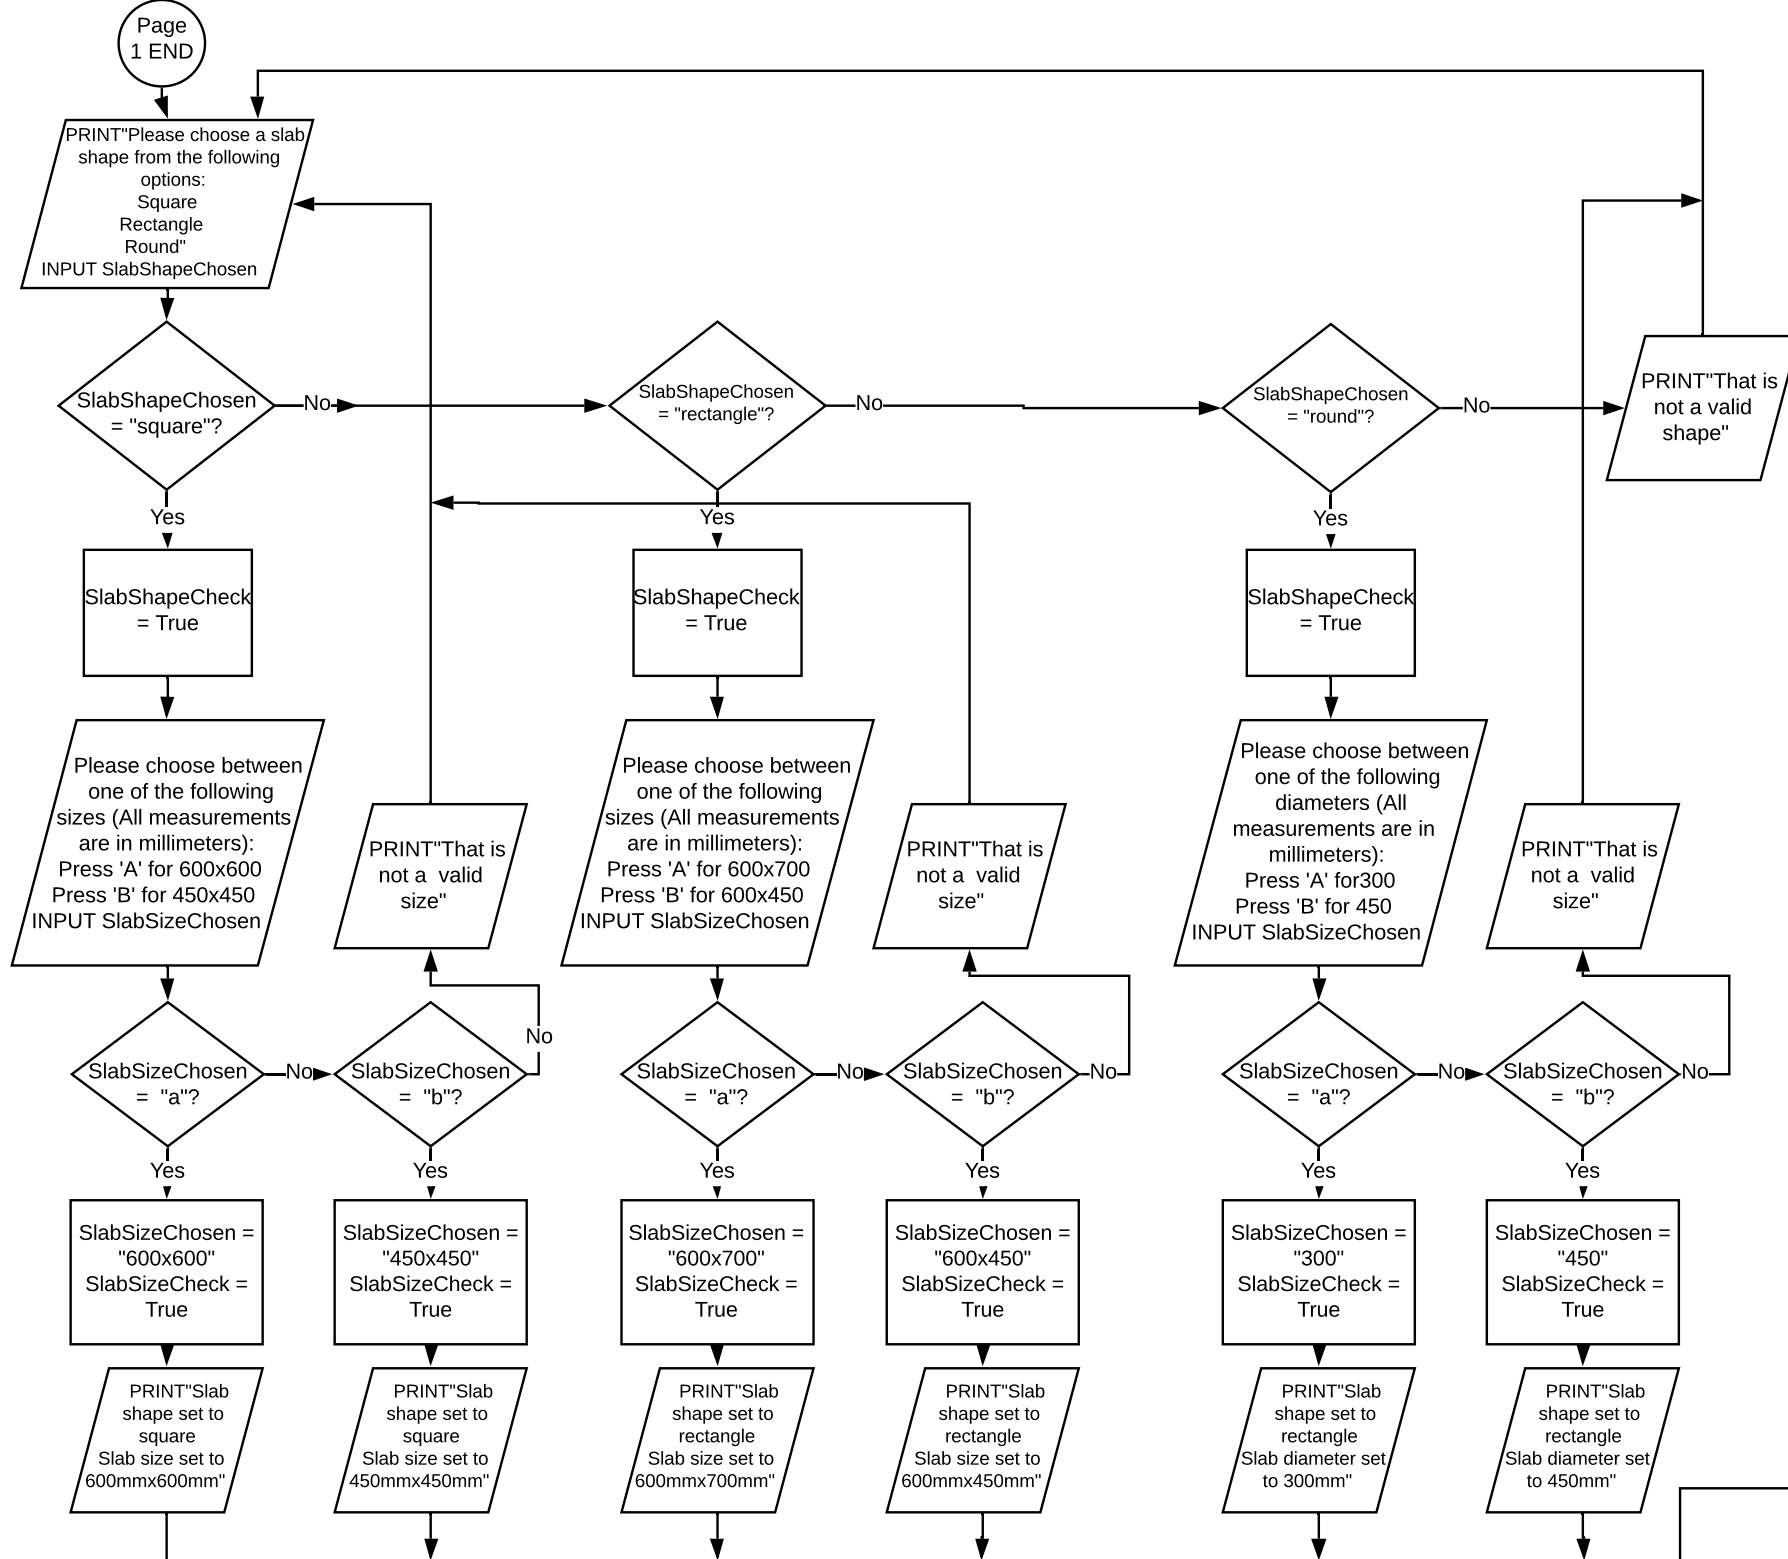 Page
1 END
PRINT"Please choose a slab
shape from the following
options:
Square
Rectangle
Round"
INPUT SlabShapeChosen
SlabShapeChosen
= "square"?
No
SlabShapeChosen
= "rectangle"?
No
SlabShapeChosen
= "round"?
No
PRINT"That is
not a valid
shape"
Yes
Yes
Yes
SlabShapeCheck
= True
SlabShapeCheck
= True
SlabShapeCheck
= True
Please choose between
one of the following
sizes (All measurements
are in millimeters):
Press 'A' for 600x600
Press 'B' for 450x450
INPUT SlabSizeChosen
PRINT"That is
not a  valid
size"
Please choose between
one of the following
sizes (All measurements
are in millimeters):
Press 'A' for 600x700
Press 'B' for 600x450
INPUT SlabSizeChosen
PRINT"That is
not a  valid
size"
Please choose between
one of the following
diameters (All
measurements are in
millimeters):
Press 'A' for300
Press 'B' for 450
INPUT SlabSizeChosen
PRINT"That is
not a  valid
size"
SlabSizeChosen
=  "a"?
No
SlabSizeChosen
=  "b"?
No
SlabSizeChosen
=  "a"?
No
SlabSizeChosen
=  "b"?
No
SlabSizeChosen
=  "a"?
No
SlabSizeChosen
=  "b"?
No
Yes
Yes
Yes
Yes
Yes
Yes
SlabSizeChosen =
"600x600"
SlabSizeCheck =
True
SlabSizeChosen =
"450x450"
SlabSizeCheck =
True
SlabSizeChosen =
"600x700"
SlabSizeCheck =
True
SlabSizeChosen =
"600x450"
SlabSizeCheck =
True
SlabSizeChosen =
"300"
SlabSizeCheck =
True
SlabSizeChosen =
"450"
SlabSizeCheck =
True
PRINT"Slab
shape set to
square
Slab size set to
600mmx600mm"
PRINT"Slab
shape set to
square
Slab size set to
450mmx450mm"
PRINT"Slab
shape set to
rectangle
Slab size set to
600mmx700mm"
PRINT"Slab
shape set to
rectangle
Slab size set to
600mmx450mm"
PRINT"Slab
shape set to
rectangle
Slab diameter set
to 300mm"
PRINT"Slab
shape set to
rectangle
Slab diameter set
to 450mm"